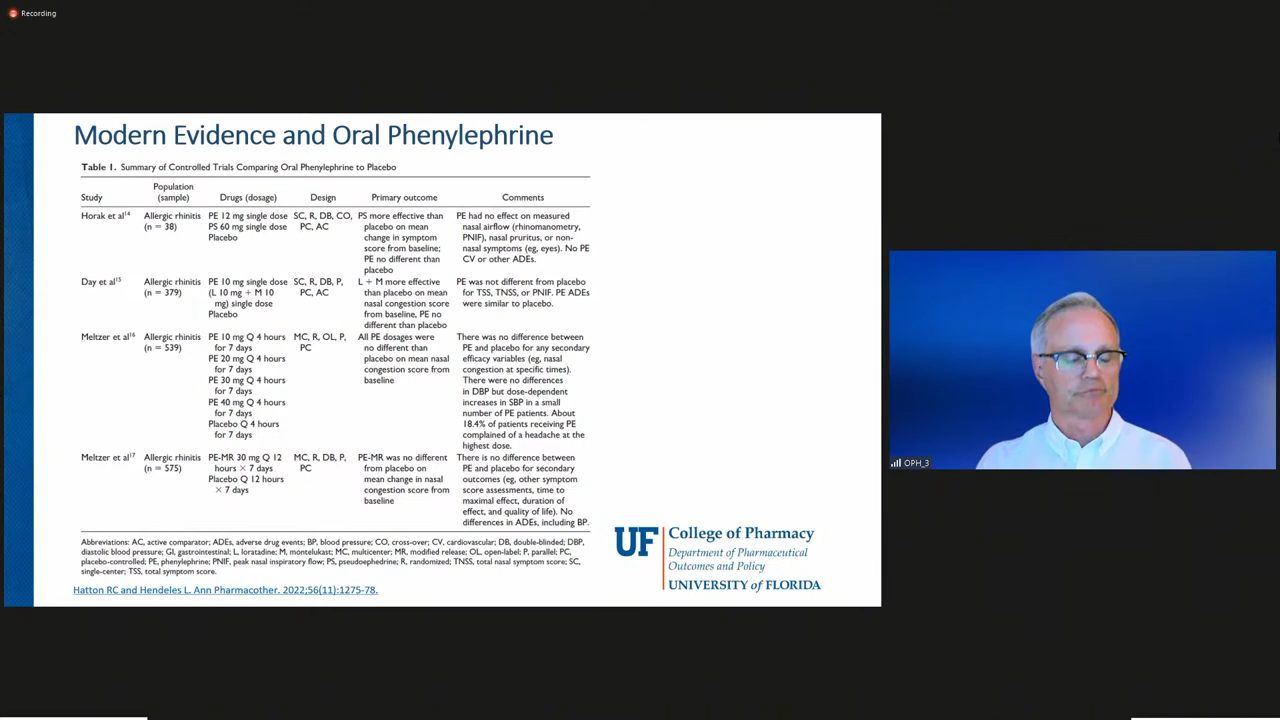 Recording
Modern Evidence and Oral Phenylephrine
Table 1. Summary of Controlled Trials Comparing Oral Phenylephrine to Placebo
Study
Population
(sample)
Drugs (dosage)
Design
Primary outcome
Comments
Horak et al14
Allergic rhinitis
(n = 38)
PE 12 mg single dose
PS 60 mg single dose
Placebo
SC, R, DB, CO,
PC, AC
PS more effective than
placebo on mean
change in symptom
score from baseline;
PE no different than
placebo
PE had no effect on measured
nasal airflow (rhinomanometry,
PNIF), nasal pruritus, or non-
nasal symptoms (eg, eyes). No PE
CV or other ADEs.
Day et al15
Allergic rhinitis
(n = 379)
PE 10 mg single dose
(L 10 mg + M 10
mg) single dose
Placebo
SC, R, DB, P,
PC, AC
L + M more effective
than placebo on mean
nasal congestion score
from baseline, PE no
different than placebo
PE was not different from placebo
for TSS, TNSS, or PNIF. PE ADEs
were similar to placebo.
Meltzer et al16
Allergic rhinitis
(n = 539)
PE 10 mg Q 4 hours
for 7 days
PE 20 mg Q 4 hours
for 7 days
PE 30 mg Q 4 hours
for 7 days
PE 40 mg Q 4 hours
for 7 days
Placebo Q 4 hours
for 7 days
MC, R, OL, P,
PC
All PE dosages were
no different than
placebo on mean nasal
congestion score from
baseline
There was no difference between
PE and placebo for any secondary
efficacy variables (eg, nasal
congestion at specific times).
There were no differences
in DBP but dose-dependent
increases in SBP in a small
number of PE patients. About
18.4% of patients receiving PE
complained of a headache at the
highest dose.
Meltzer et al17
Allergic rhinitis
(n = 575)
PE-MR 30 mg Q 12
hours × 7 days
Placebo Q 12 hours
× 7 days
MC, R, DB, P,
PC
PE-MR was no different
from placebo on
mean change in nasal
congestion score from
baseline
There is no difference between
PE and placebo for secondary
outcomes (eg, other symptom
score assessments, time to
maximal effect, duration of
effect, and quality of life). No
differences in ADEs, including BP.
Abbreviations: AC, active comparator; ADEs, adverse drug events; BP, blood pressure; CO, cross-over; CV, cardiovascular; DB, double-blinded; DBP,
diastolic blood pressure; GI, gastrointestinal; L, loratadine; M, montelukast; MC, multicenter; MR, modified release; OL, open-label; P, parallel; PC,
placebo-controlled; PE, phenylephrine; PNIF, peak nasal inspiratory flow; PS, pseudoephedrine; R, randomized; TNSS, total nasal symptom score; SC,
single-center; TSS, total symptom score.
Hatton RC and Hendeles L. Ann Pharmacother. 2022;56(11):1275-78.
UF
College of Pharmacy
Department of Pharmaceutical
Outcomes and Policy
UNIVERSITY of FLORIDA
OPH_3